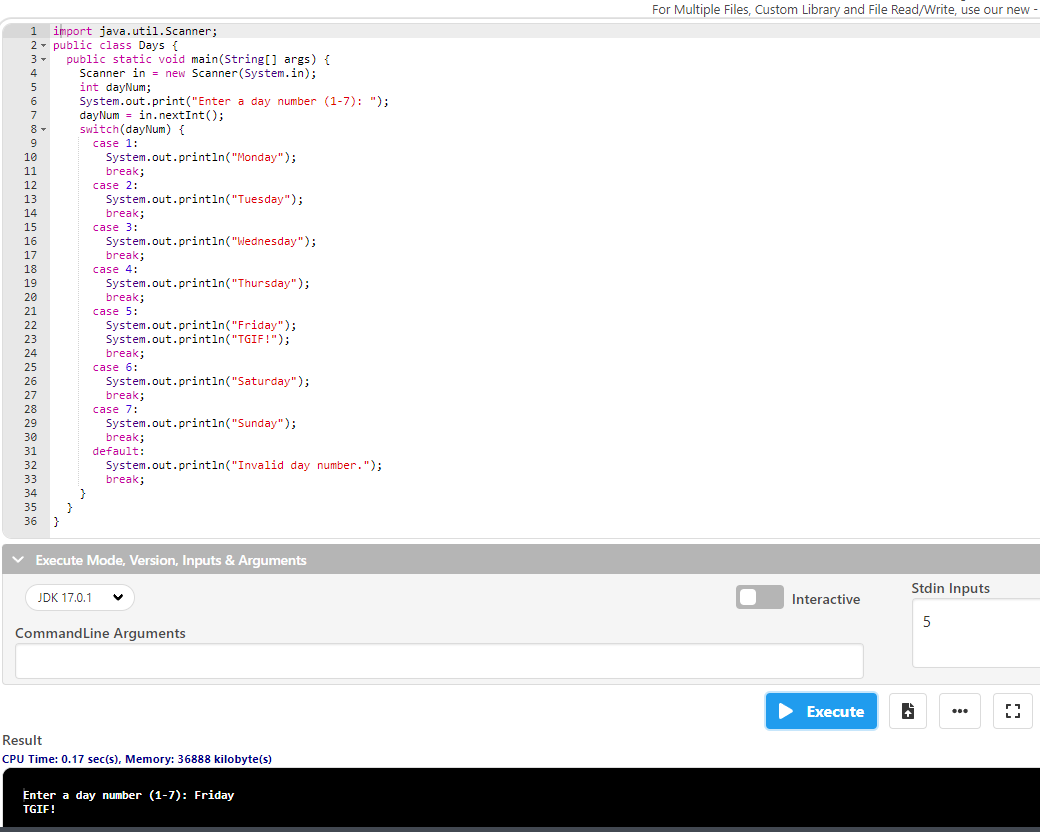 For Multiple Files, Custom Library and File Read/Write, use our new -
1 import java.util.Scanner;
2 public class Days {
3   public static void main(String[] args) {
4     Scanner in = new Scanner(System.in);
5     int dayNum;
6     System.out.print("Enter a day number (1-7): ");
7     dayNum = in.nextInt();
8     switch(dayNum) {
9       case 1:
10         System.out.println("Monday");
11         break;
12       case 2:
13         System.out.println("Tuesday");
14         break;
15       case 3:
16         System.out.println("Wednesday");
17         break;
18       case 4:
19         System.out.println("Thursday");
20         break;
21       case 5:
22         System.out.println("Friday");
23         System.out.println("TGIF!");
24         break;
25       case 6:
26         System.out.println("Saturday");
27         break;
28       case 7:
29         System.out.println("Sunday");
30         break;
31       default:
32         System.out.println("Invalid day number.");
33         break;
34     }
35   }
36 }
Execute Mode, Version, Inputs & Arguments
JDK 17.0.1
Interactive
Stdin Inputs
5
CommandLine Arguments
Execute
Result
CPU Time: 0.17 sec(s), Memory: 36888 kilobyte(s)
Enter a day number (1-7): Friday
TGIF!